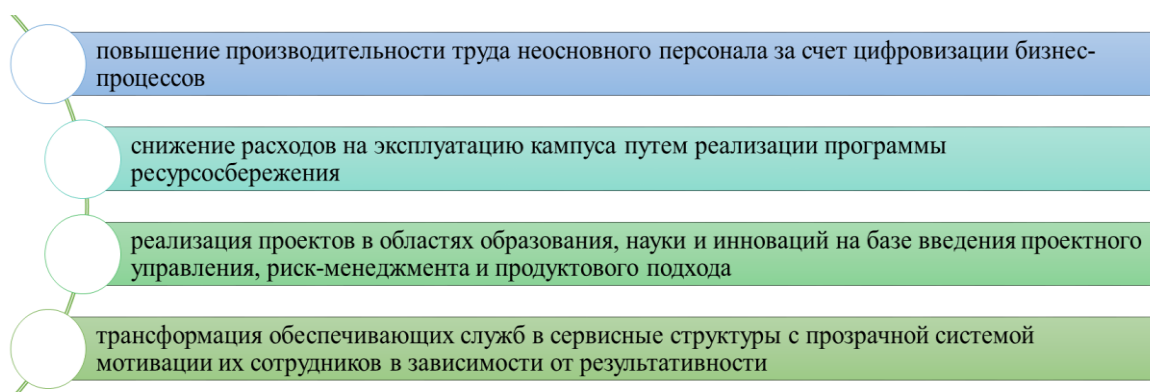 повышение производительности труда неосновного персонала за счет цифровизации бизнес-
процессов
снижение расходов на эксплуатацию кампуса путем реализации программы
ресурсосбережения
реализация проектов в областях образования, науки и инноваций на базе введения проектного
управления, риск-менеджмента и продуктового подхода
трансформация обеспечивающих служб в сервисные структуры с прозрачной системой
мотивации их сотрудников в зависимости от результативности